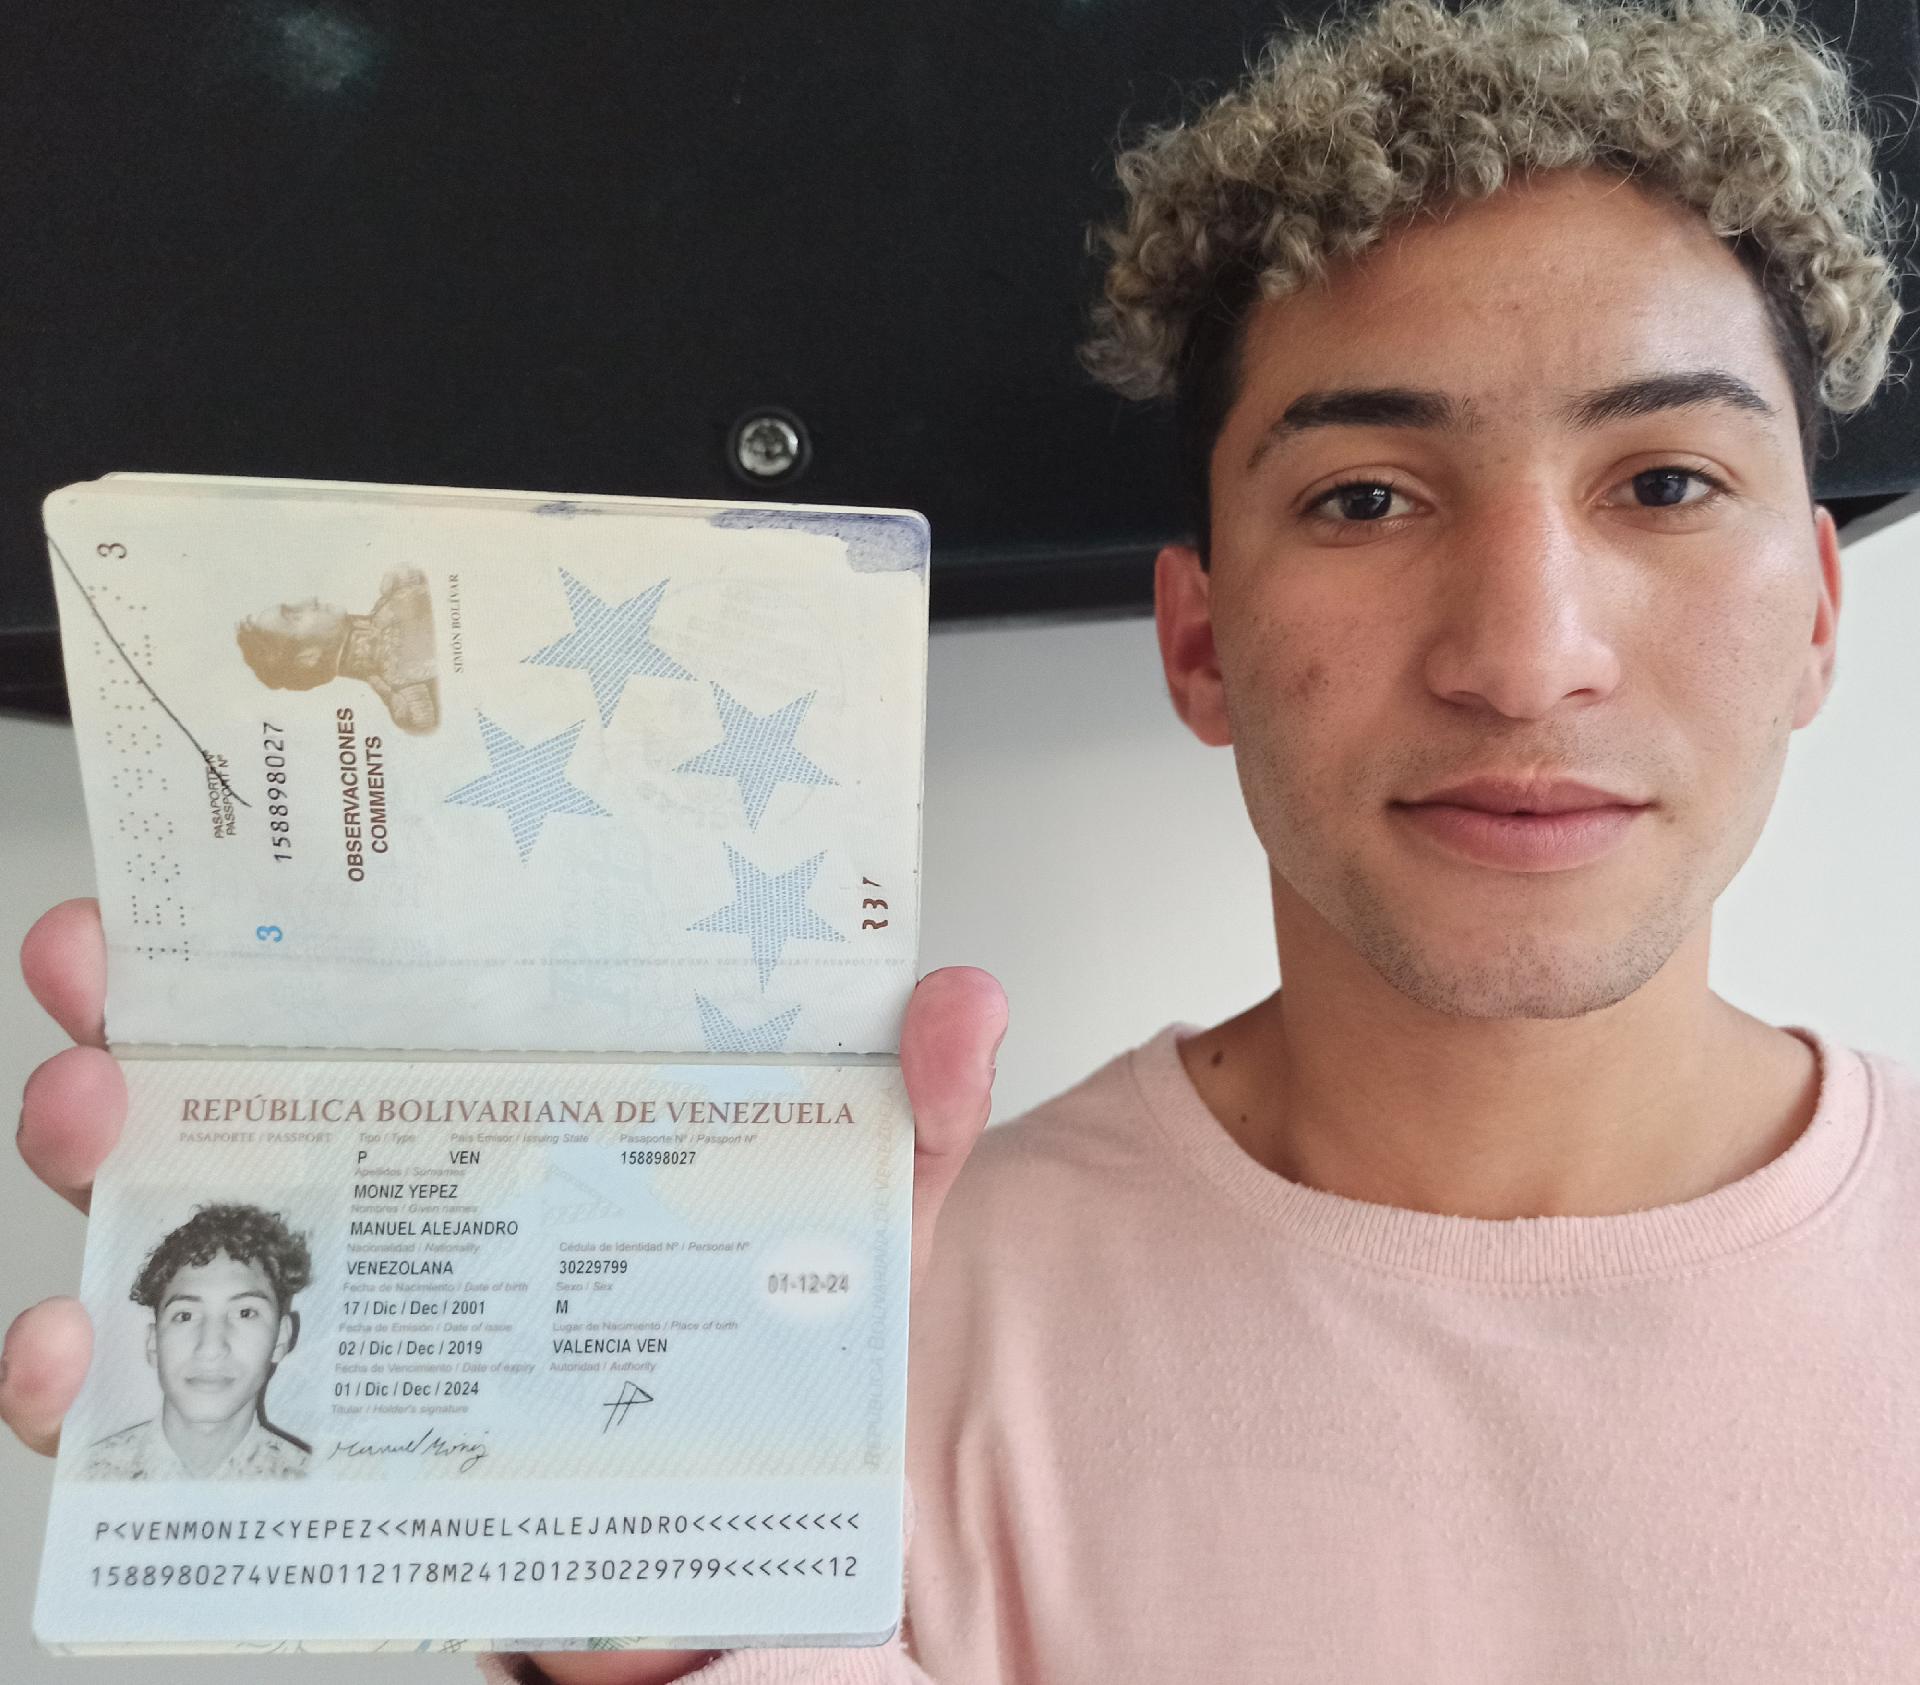 3
158898027
PASAPORTE Nº
PASSPORT Nº
158898027
SIMÓN BOLÍVAR
OBSERVACIONES
COMMENTS
3
REPÚBLICA BOLIVARIANA DE VENEZUELA
PASAPORTE / PASSPORT Tipo / Type País Emisor / Issuing State Pasaporte Nº / Passport Nº
P VEN 158898027
Apellidos / Surnames
MONIZ YEPEZ
Nombres / Given names
MANUEL ALEJANDRO
Nacionalidad / Nationality Cédula de Identidad Nº / Personal Nº
VENEZOLANA 30229799
01-12-24
Fecha de Nacimiento / Date of birth Sexo / Sex
17 / Dic / Dec / 2001 M
Fecha de Emisión / Date of issue Lugar de Nacimiento / Place of birth
02 / Dic / Dec / 2019 VALENCIA VEN
Fecha de Vencimiento / Date of expiry Autoridad / Authority
01 / Dic / Dec / 2024
Titular / Holder's signature
Manuel Moniz
REPÚBLICA BOLIVARIANA DE VENEZUELA
P<VENMONIZ<YEPEZ<<MANUEL<ALEJANDRO<<<<<<<<<<
1588980274VEN0112178M241201230229799<<<<<<12